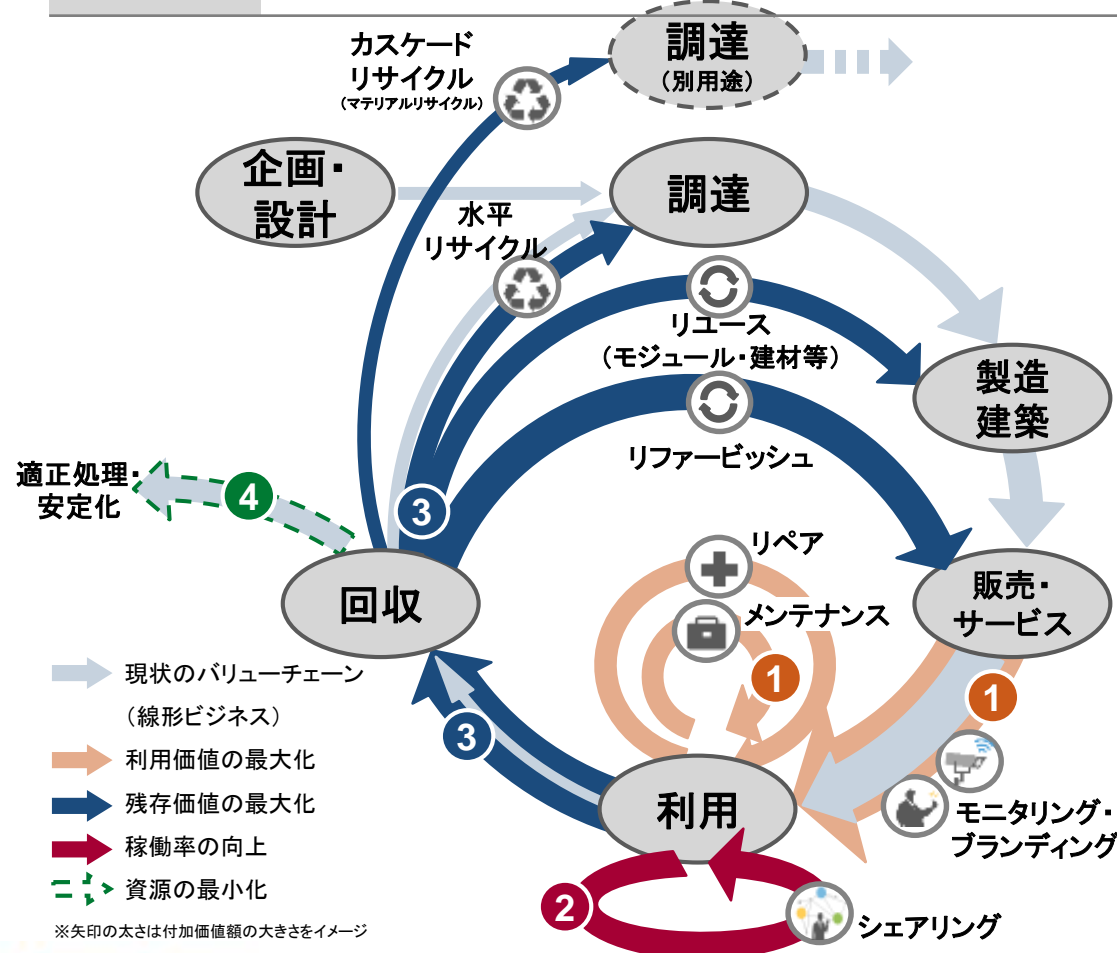 カスケード
リサイクル
(マテリアルリサイクル)
調達
(別用途)
企画・
設計
調達
水平
リサイクル
リユース
(モジュール・建材等)
製造
建築
リファービッシュ
適正処理・
安定化
4
3
回収
リペア
メンテナンス
1
販売・
サービス
1
3
利用
モニタリング・
ブランディング
2
シェアリング
現状のバリューチェーン
(線形ビジネス)
利用価値の最大化
残存価値の最大化
稼働率の向上
資源の最小化
※矢印の太さは付加価値額の大きさをイメージ